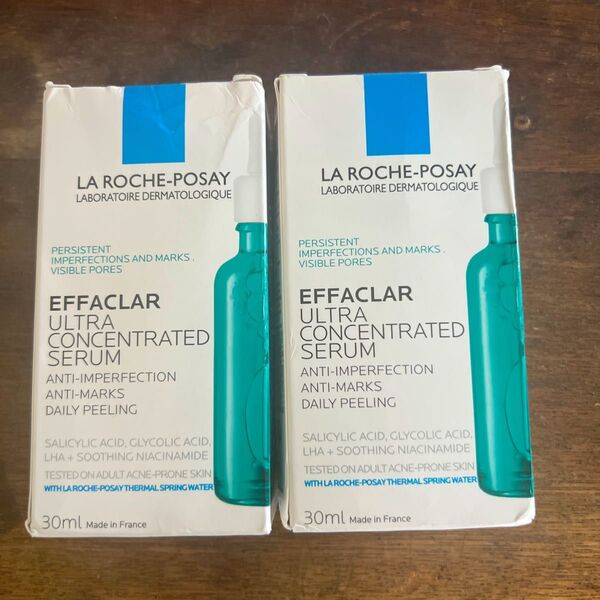 LA ROCHE-POSAY
LABORATOIRE DERMATOLOGIQUE
PERSISTENT
IMPERFECTIONS AND MARKS.
VISIBLE PORES
EFFACLAR
ULTRA
CONCENTRATED
SERUM
ANTI-IMPERFECTION
ANTI-MARKS
DAILY PEELING
SALICYLIC ACID, GLYCOLIC ACID,
LHA + SOOTHING NIACINAMIDE
TESTED ON ADULT ACNE-PRONE SKIN
WITH LA ROCHE-POSAY THERMAL SPRING WATER
30ml Made in France
LA ROCHE-POSAY
LABORATOIRE DERMATOLOGIQUE
PERSISTENT
IMPERFECTIONS AND MARKS.
VISIBLE PORES
EFFACLAR
ULTRA
CONCENTRATED
SERUM
ANTI-IMPERFECTION
ANTI-MARKS
DAILY PEELING
SALICYLIC ACID, GLYCOLIC ACID,
LHA + SOOTHING NIACINAMIDE
TESTED ON ADULT ACNE-PRONE SKIN
WITH LA ROCHE-POSAY THERMAL SPRING WATER
30ml Made in France